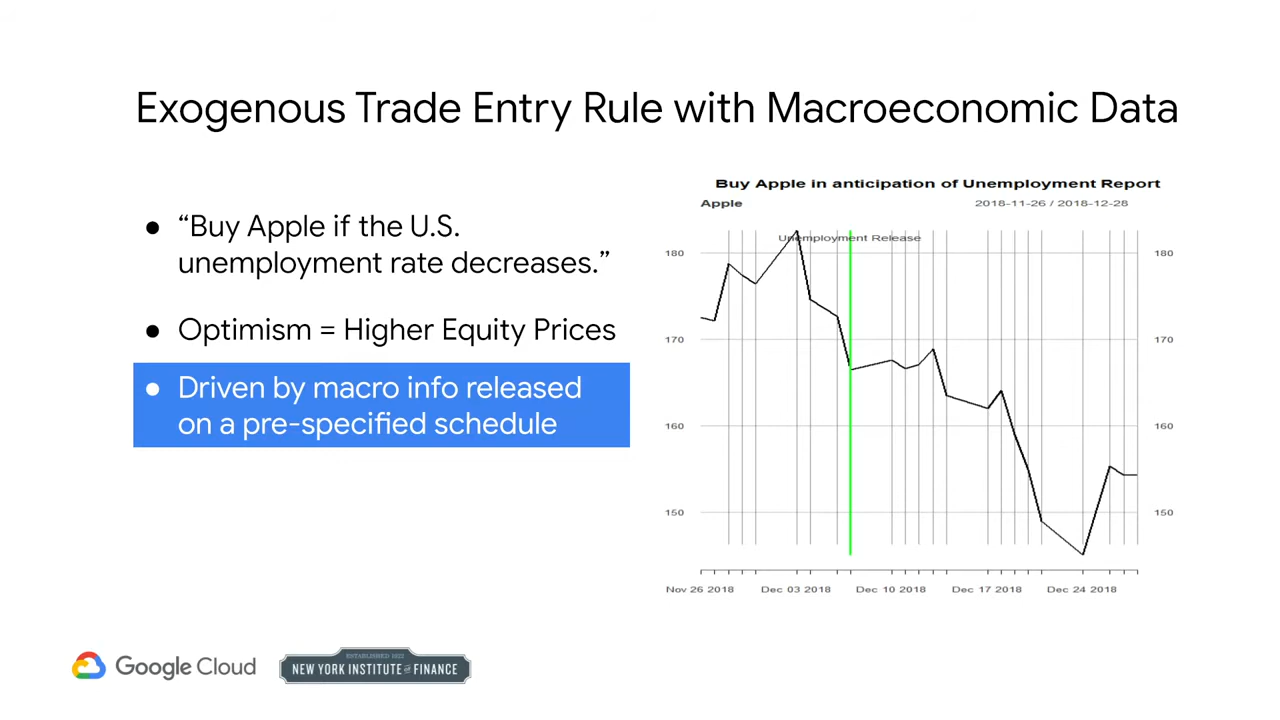 Exogenous Trade Entry Rule with Macroeconomic Data
● “Buy Apple if the U.S.
unemployment rate decreases.”
● Optimism = Higher Equity Prices
● Driven by macro info released
on a pre-specified schedule
Buy Apple in anticipation of Unemployment Report
Apple 2018-11-26 / 2018-12-28
Unemployment Release
180 180
170 170
160 160
150 150
Nov 26 2018 Dec 03 2018 Dec 10 2018 Dec 17 2018 Dec 24 2018
Google Cloud
ESTABLISHED 1922
NEW YORK INSTITUTE OF FINANCE